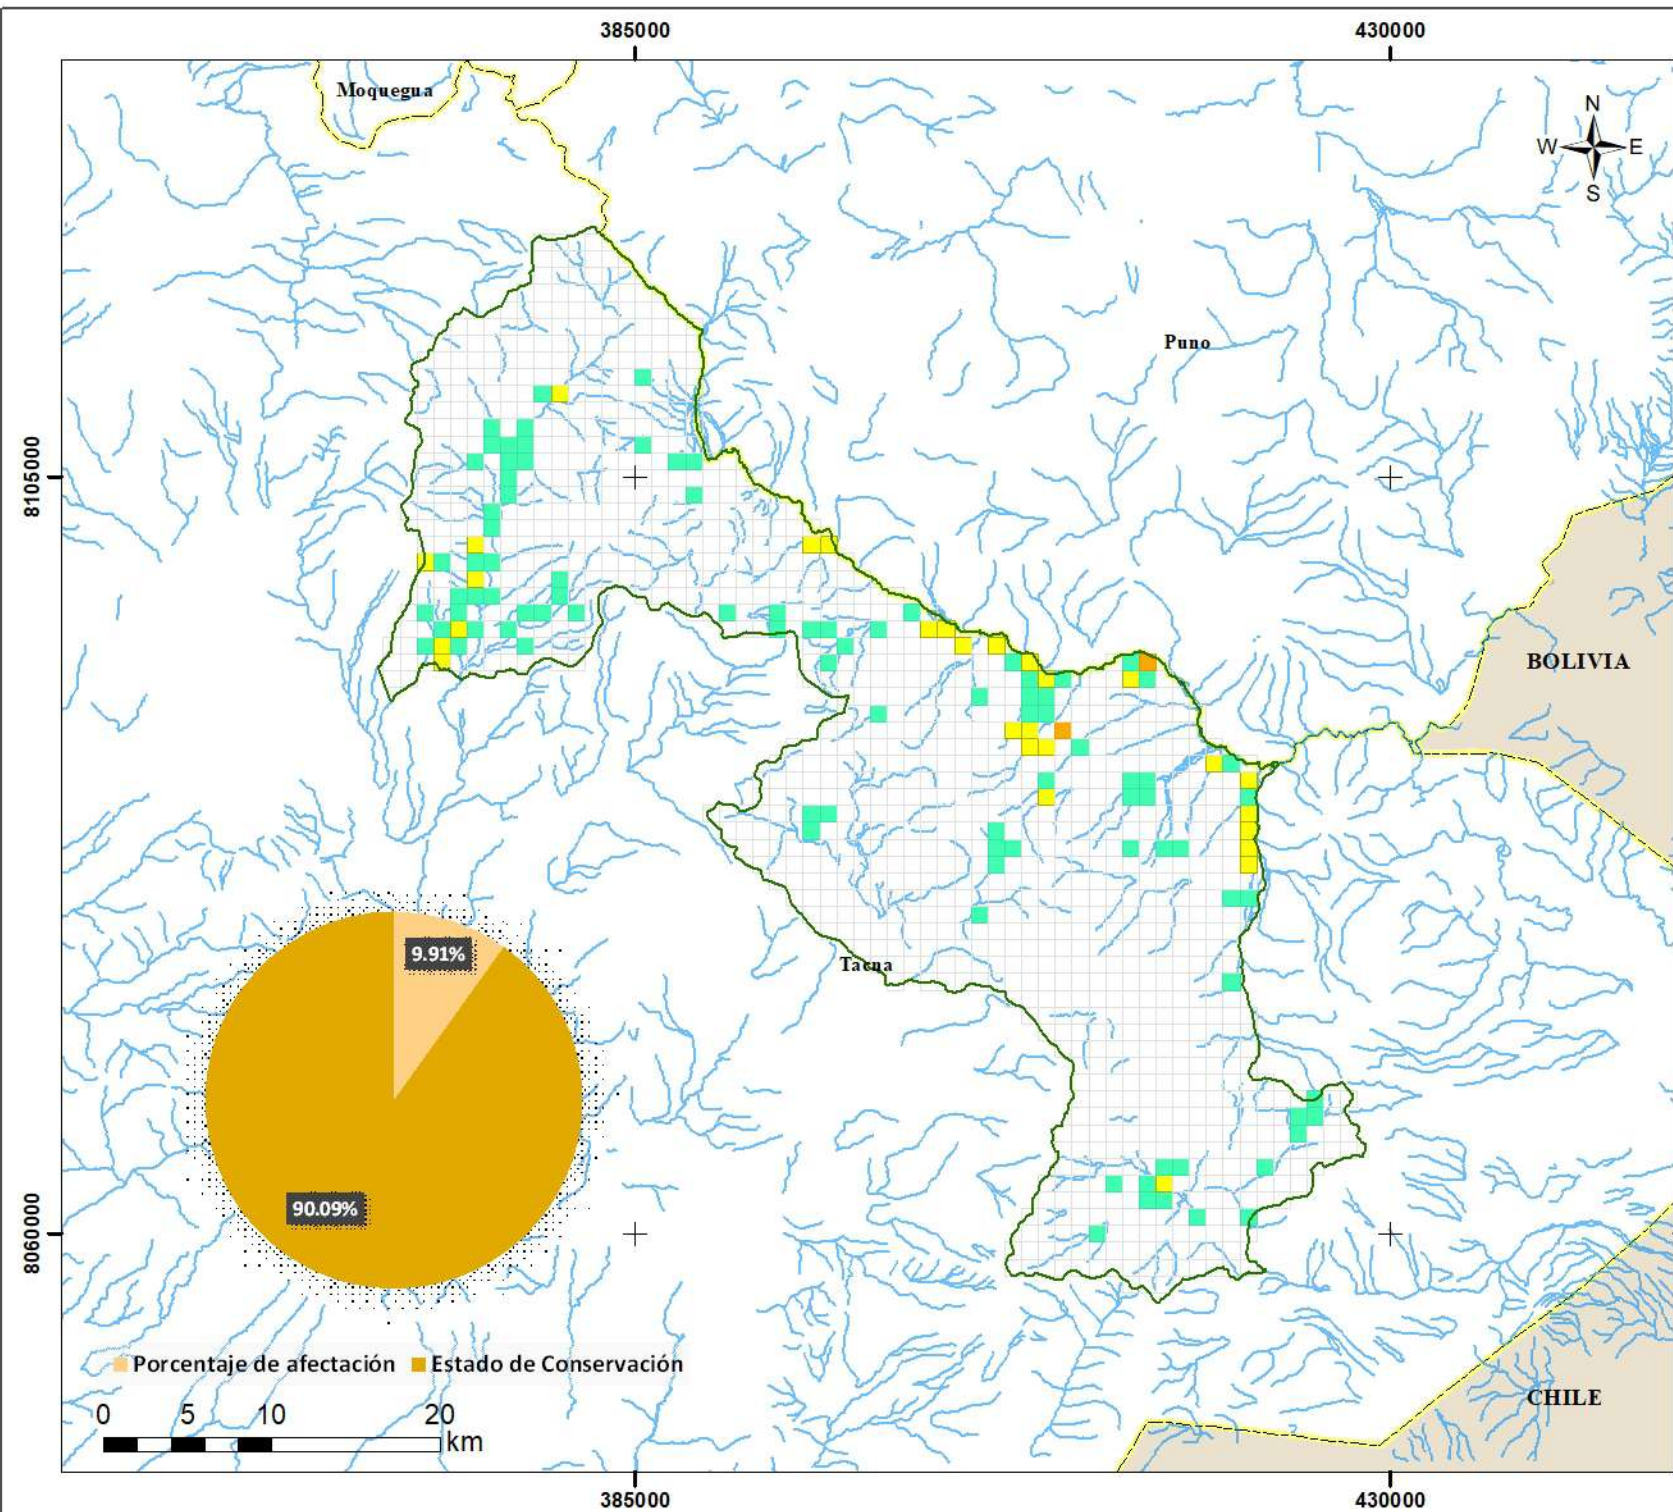 385000 430000
Moquegua
N
W E
S
Puno
8105000
BOLIVIA
9.91%
Tacna
90.09%
8060000
Porcentaje de afectación Estado de Conservación
CHILE
0 5 10 20
km
385000 430000